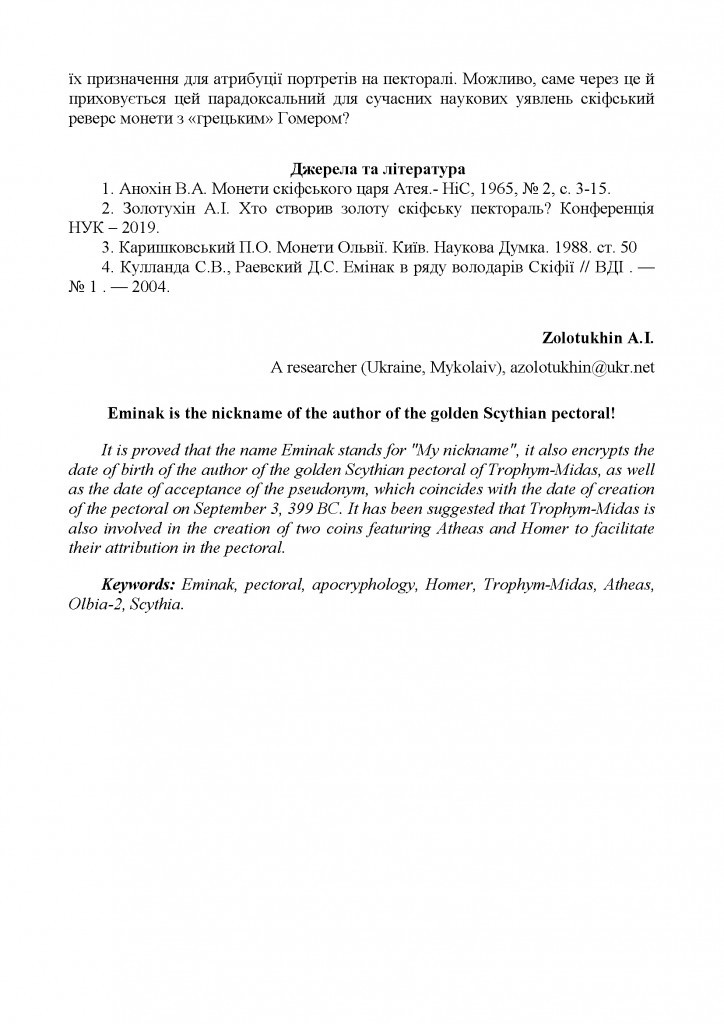 їх призначення для атрибуції портретів на пекторалі. Можливо, саме через це й
приховується цей парадоксальний для сучасних наукових уявлень скіфський
реверс монети з «грецьким» Гомером?
Джерела та література
1. Анохін В.А. Монети скіфського царя Атея.- НіС, 1965, № 2, с. 3-15.
2. Золотухін А.І. Хто створив золоту скіфську пектораль? Конференція
НУК – 2019.
3. Каришковський П.О. Монети Ольвії. Київ. Наукова Думка. 1988. ст. 50
4. Кулланда С.В., Раевский Д.С. Емінак в ряду володарів Скіфії // ВДІ . —
№ 1 . — 2004.
Zolotukhin A.I.
A researcher (Ukraine, Mykolaiv), azolotukhin@ukr.net
Eminak is the nickname of the author of the golden Scythian pectoral!
It is proved that the name Eminak stands for "My nickname", it also encrypts the
date of birth of the author of the golden Scythian pectoral of Trophym-Midas, as well
as the date of acceptance of the pseudonym, which coincides with the date of creation
of the pectoral on September 3, 399 BC. It has been suggested that Trophym-Midas is
also involved in the creation of two coins featuring Atheas and Homer to facilitate
their attribution in the pectoral.
Keywords: Eminak, pectoral, apocryphology, Homer, Trophym-Midas, Atheas,
Olbia-2, Scythia.